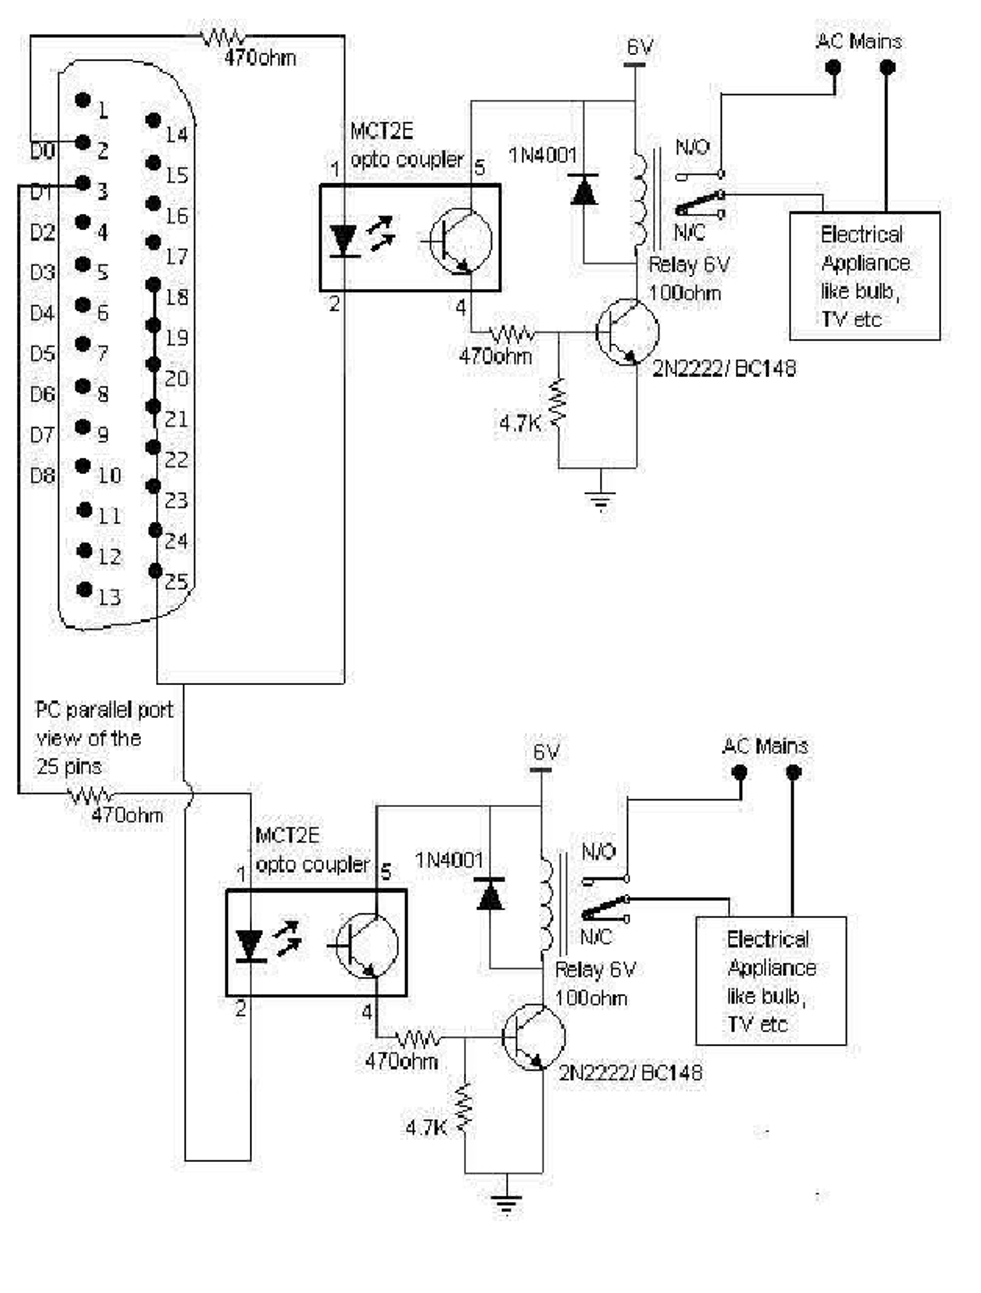 470ohm
1
2
3
4
5
6
7
8
9
10
11
12
13
14
15
16
17
18
19
20
21
22
23
24
25
D0
D1
D2
D3
D4
D5
D6
D7
D8
PC parallel port
view of the
25 pins
MCT2E
opto coupler
1
5
2
4
6V
1N4001
N/O
N/C
AC Mains
Electrical
Appliance
like bulb,
TV etc
Relay 6V
100ohm
470ohm
2N2222/ BC148
4.7K
470ohm
MCT2E
opto coupler
1
5
2
4
6V
1N4001
N/O
N/C
AC Mains
Electrical
Appliance
like bulb,
TV etc
Relay 6V
100ohm
470ohm
2N2222/ BC148
4.7K